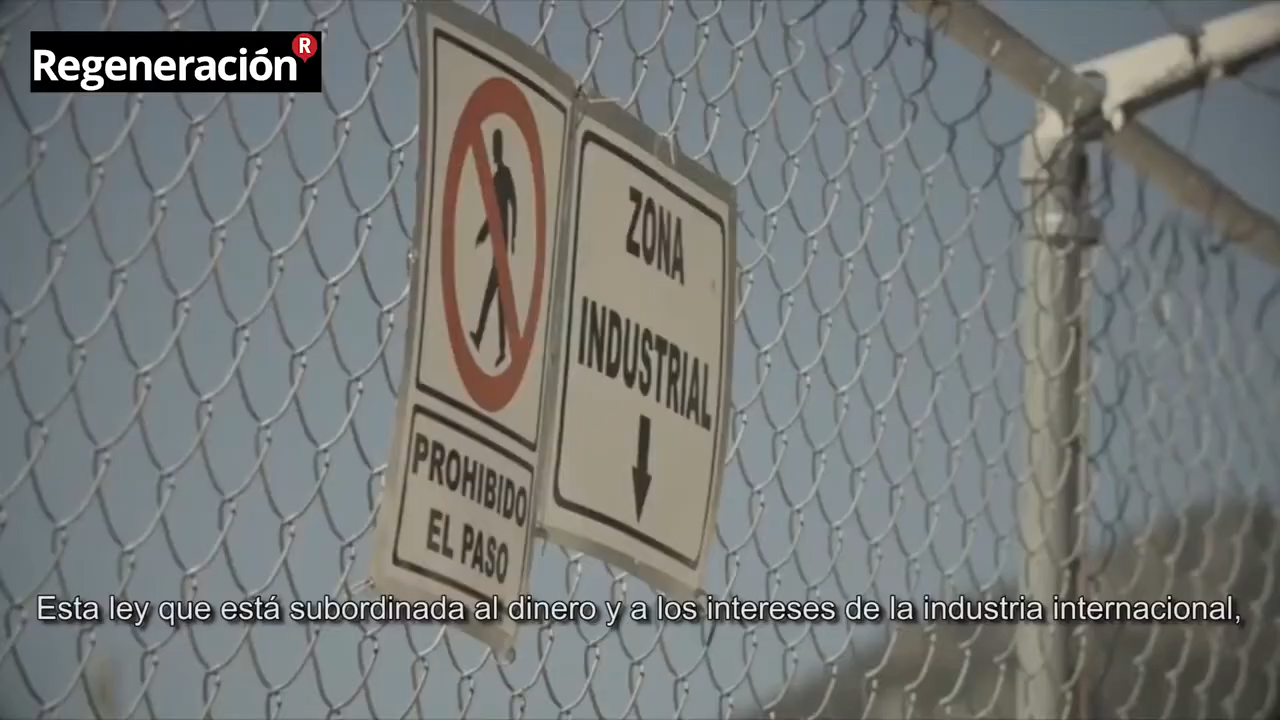 Regeneración
R
PROHIBIDO
EL PASO
ZONA
INDUSTRIAL
Esta ley que está subordinada al dinero y a los intereses de la industria internacional,